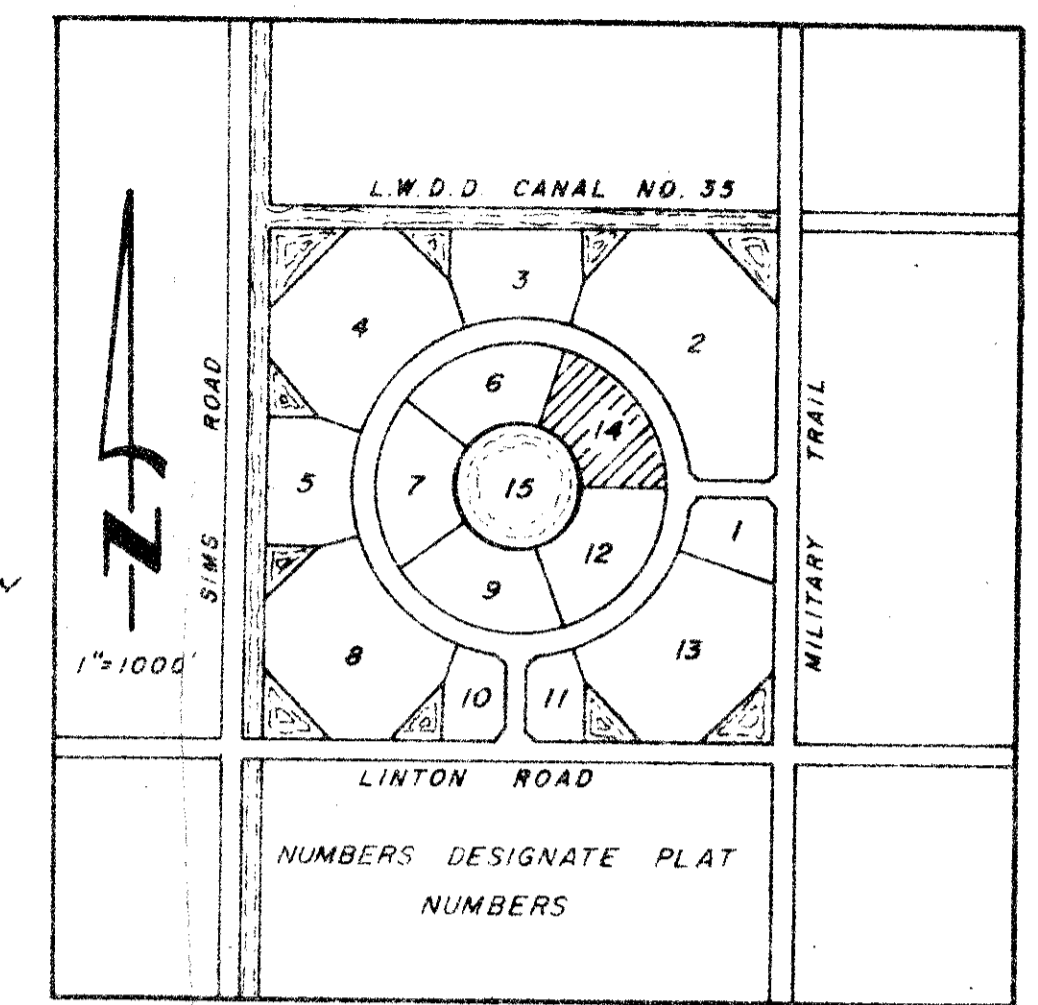 L.W.D.D. CANAL NO. 35
3
4
2
6
14
SIMS ROAD
MILITARY TRAIL
5
7
15
1
12
9
1"=1000'
8
13
10
11
LINTON ROAD
NUMBERS DESIGNATE PLAT
NUMBERS
N